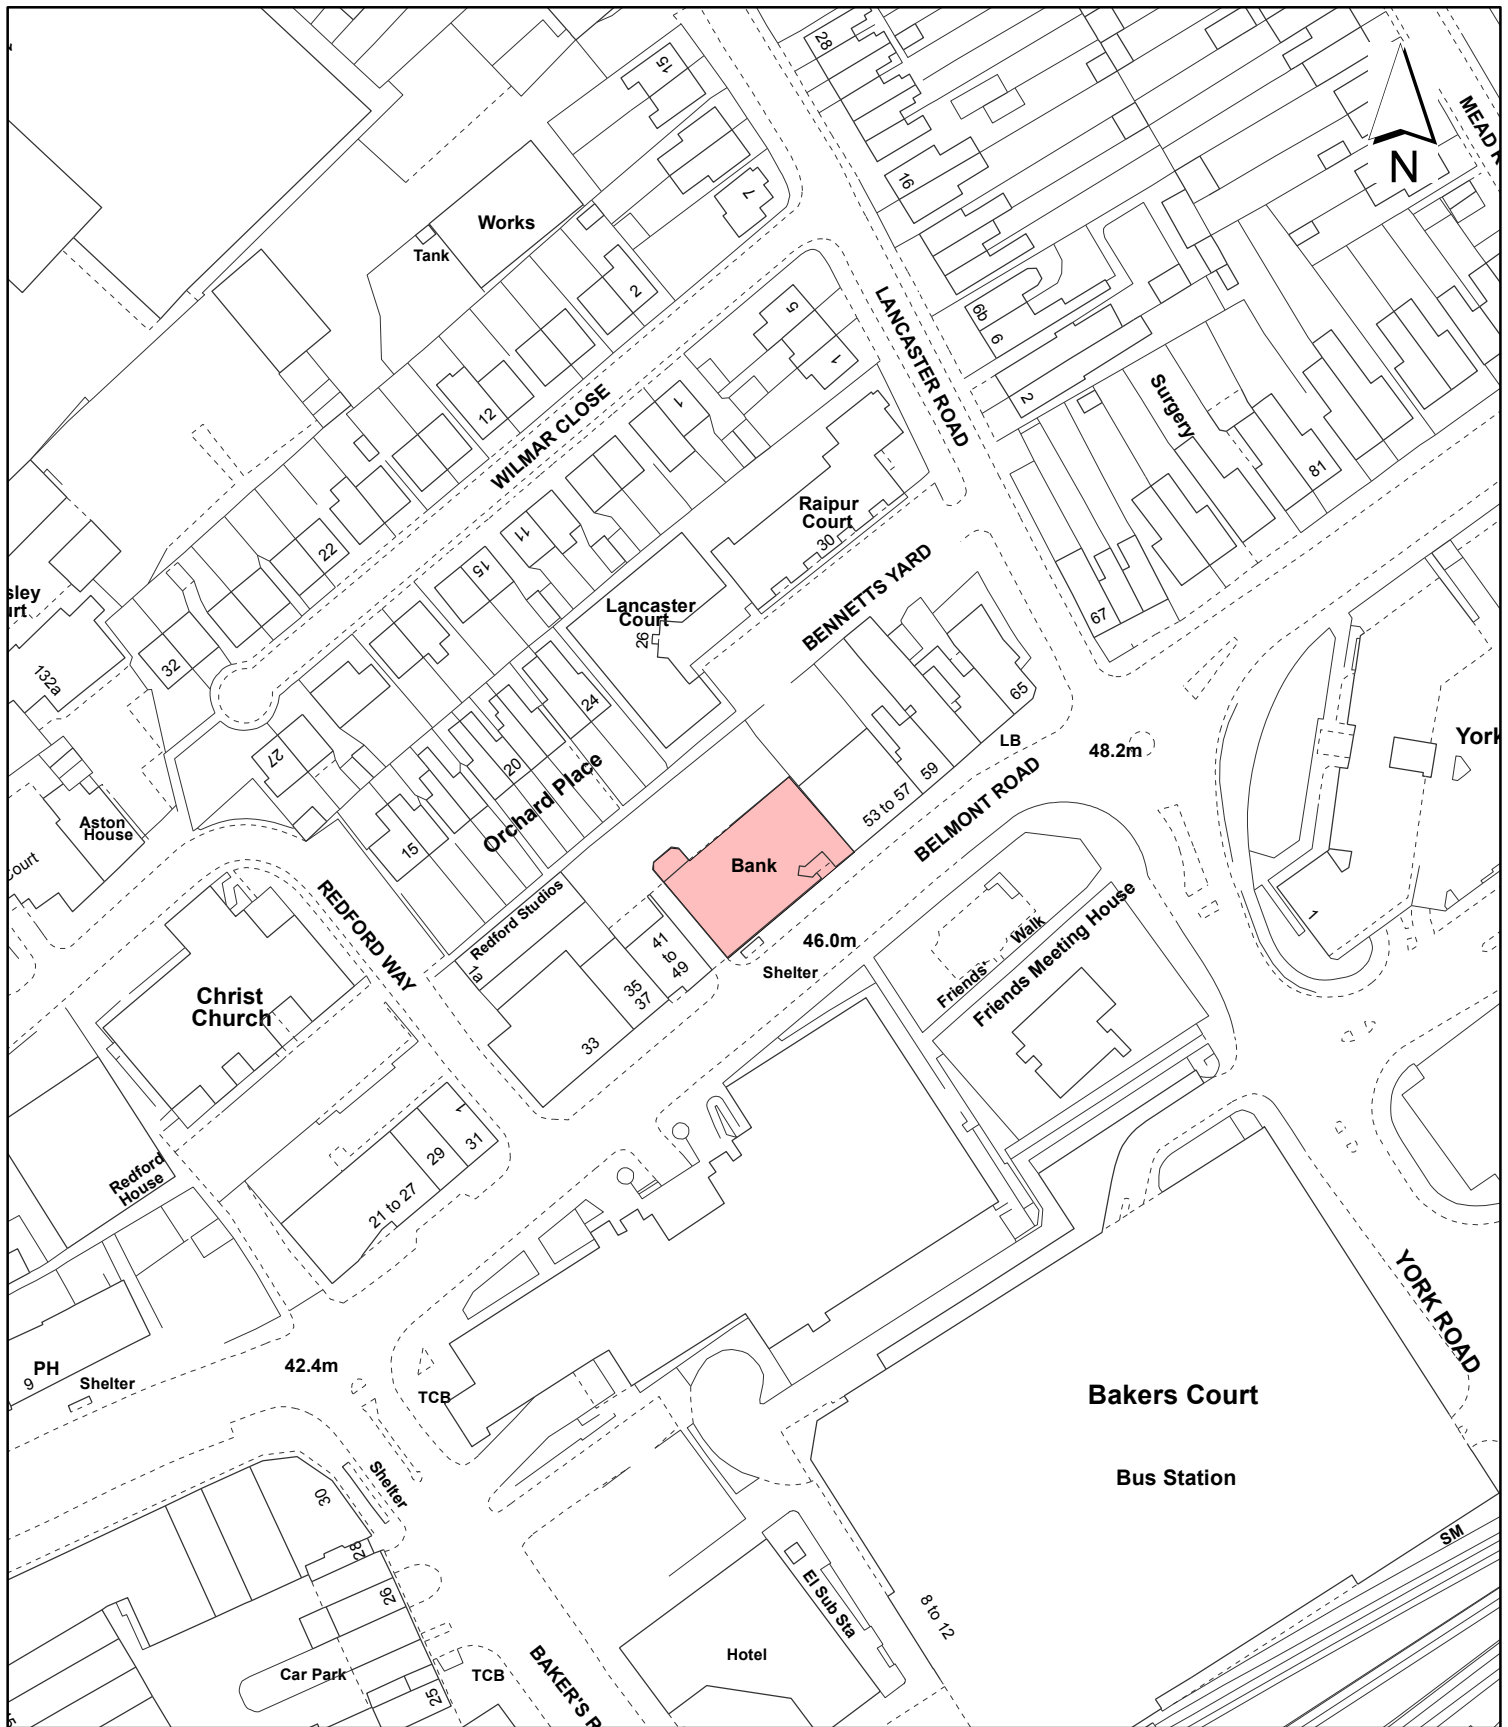 28
15
MEAD
16
N
7
Works
Tank
2
LANCASTER ROAD
5
6b
6
1
2
Surgery
12
1
WILMAR CLOSE
81
Raipur
Court
30
11
22
15
BENNETTS YARD
Lancaster
Court
26
sley
67
32
132a
24
65
27
LB
48.2m
York
20
Orchard Place
59
53 to 57
BELMONT ROAD
Aston
House
15
Bank
ourt
REDFORD WAY
Redford Studios
1a
41
to
49
46.0m
Shelter
Walk
Friends'
Friends Meeting House
1
35
37
33
Christ
Church
1
31
29
21 to 27
Redford
House
YORK ROAD
42.4m
PH
9
Shelter
TCB
Bakers Court
Bus Station
Shelter
30
28
26
SM
El Sub Sta
8 to 12
Hotel
Car Park
TCB
25
BAKER'S